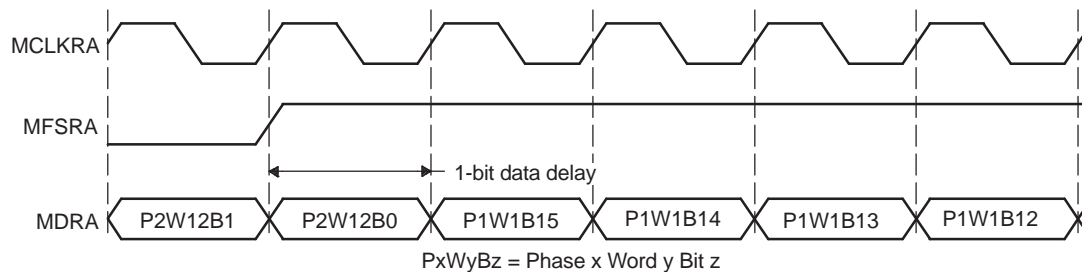 MCLKRA
MFSRA
1-bit data delay
MDRA P2W12B1 P2W12B0 P1W1B15 P1W1B14 P1W1B13 P1W1B12
PxWyBz = Phase x Word y Bit z